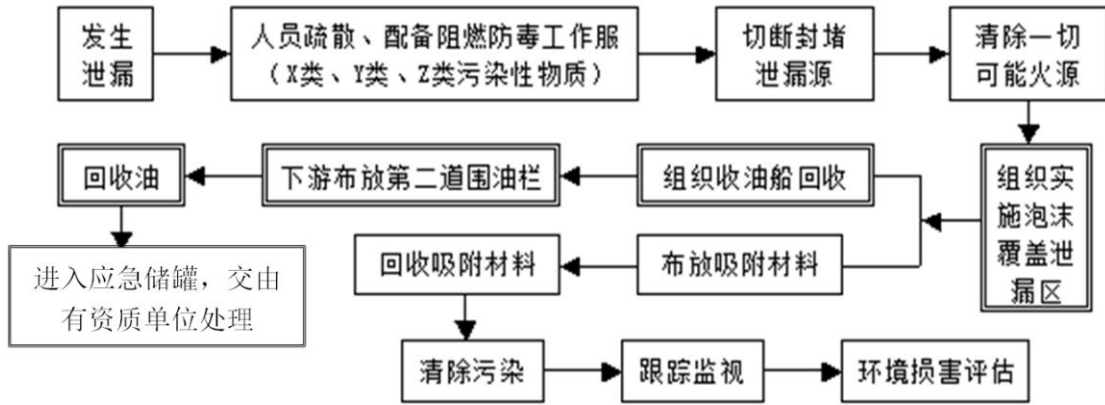 发生
泄漏
人员疏散、配备阻燃防毒工作服
（X类、Y类、Z类污染性物质）
切断封堵
泄漏源
清除一切
可能火源
组织实
施泡沫
覆盖泄
漏区
组织收油船回收
下游布放第二道围油栏
回收油
进入应急储罐，交由
有资质单位处理
布放吸附材料
回收吸附材料
清除污染
跟踪监视
环境损害评估